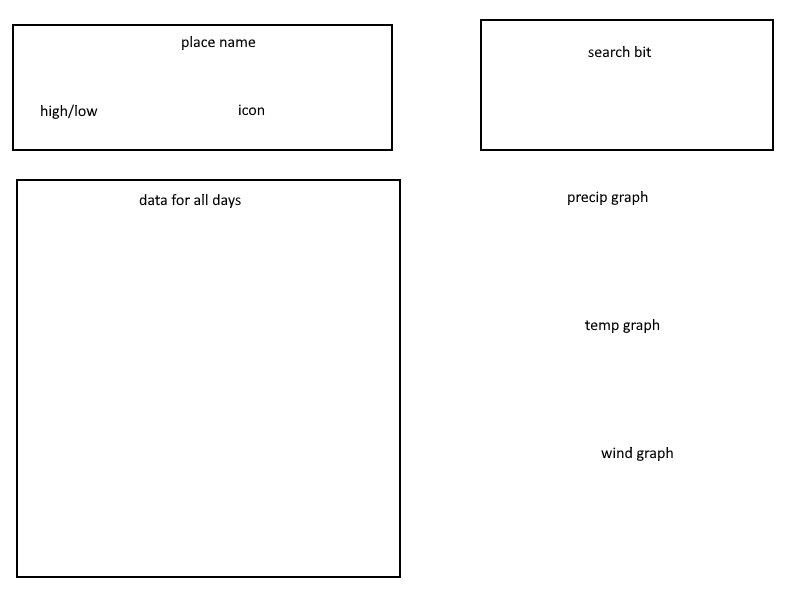 place name
high/low
icon
search bit
data for all days
precip graph
temp graph
wind graph